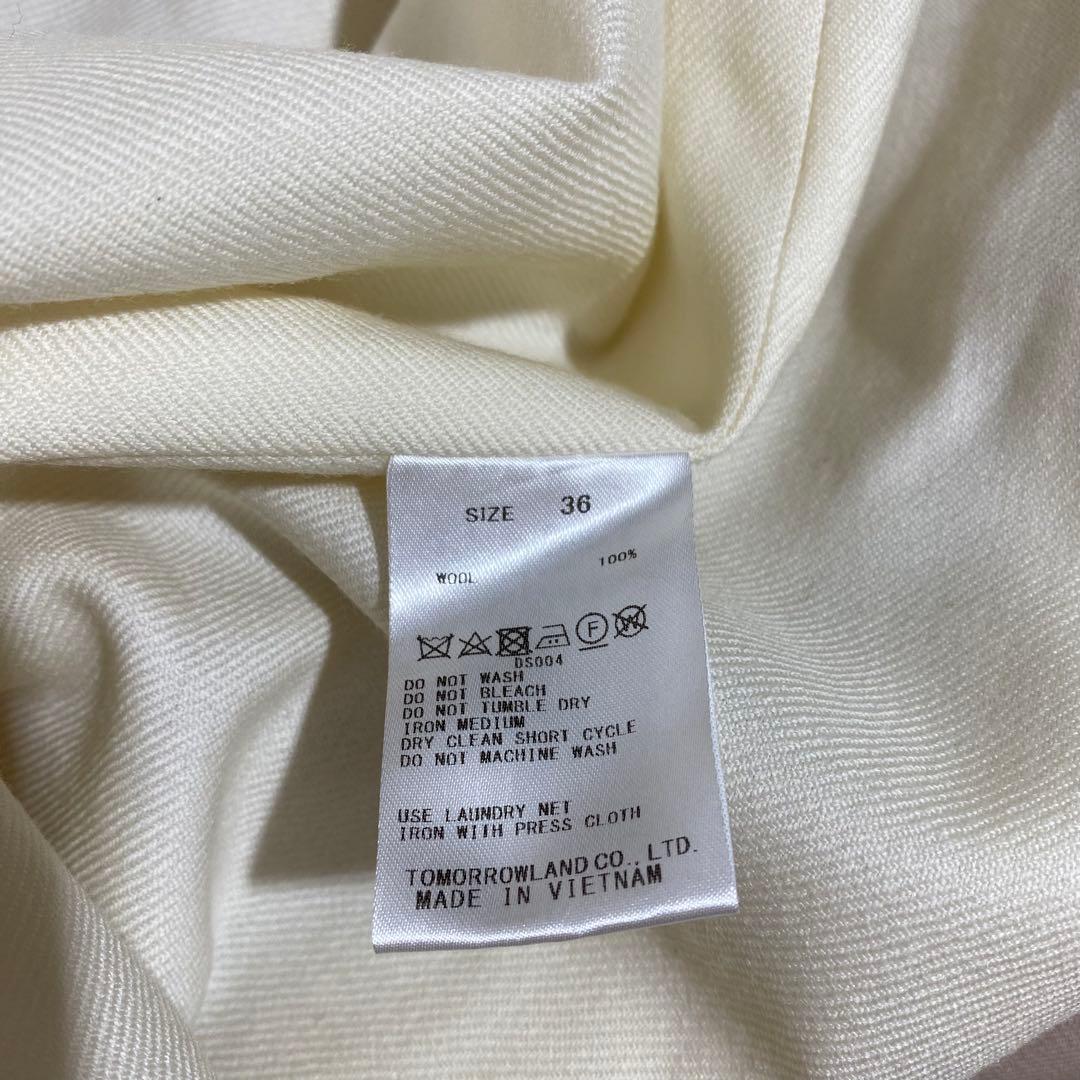 SIZE 36
WOOL 100%
F W
DS004
DO NOT WASH
DO NOT BLEACH
DO NOT TUMBLE DRY
IRON MEDIUM
DRY CLEAN SHORT CYCLE
DO NOT MACHINE WASH
USE LAUNDRY NET
IRON WITH PRESS CLOTH
TOMORROWLAND CO., LTD.
MADE IN VIETNAM